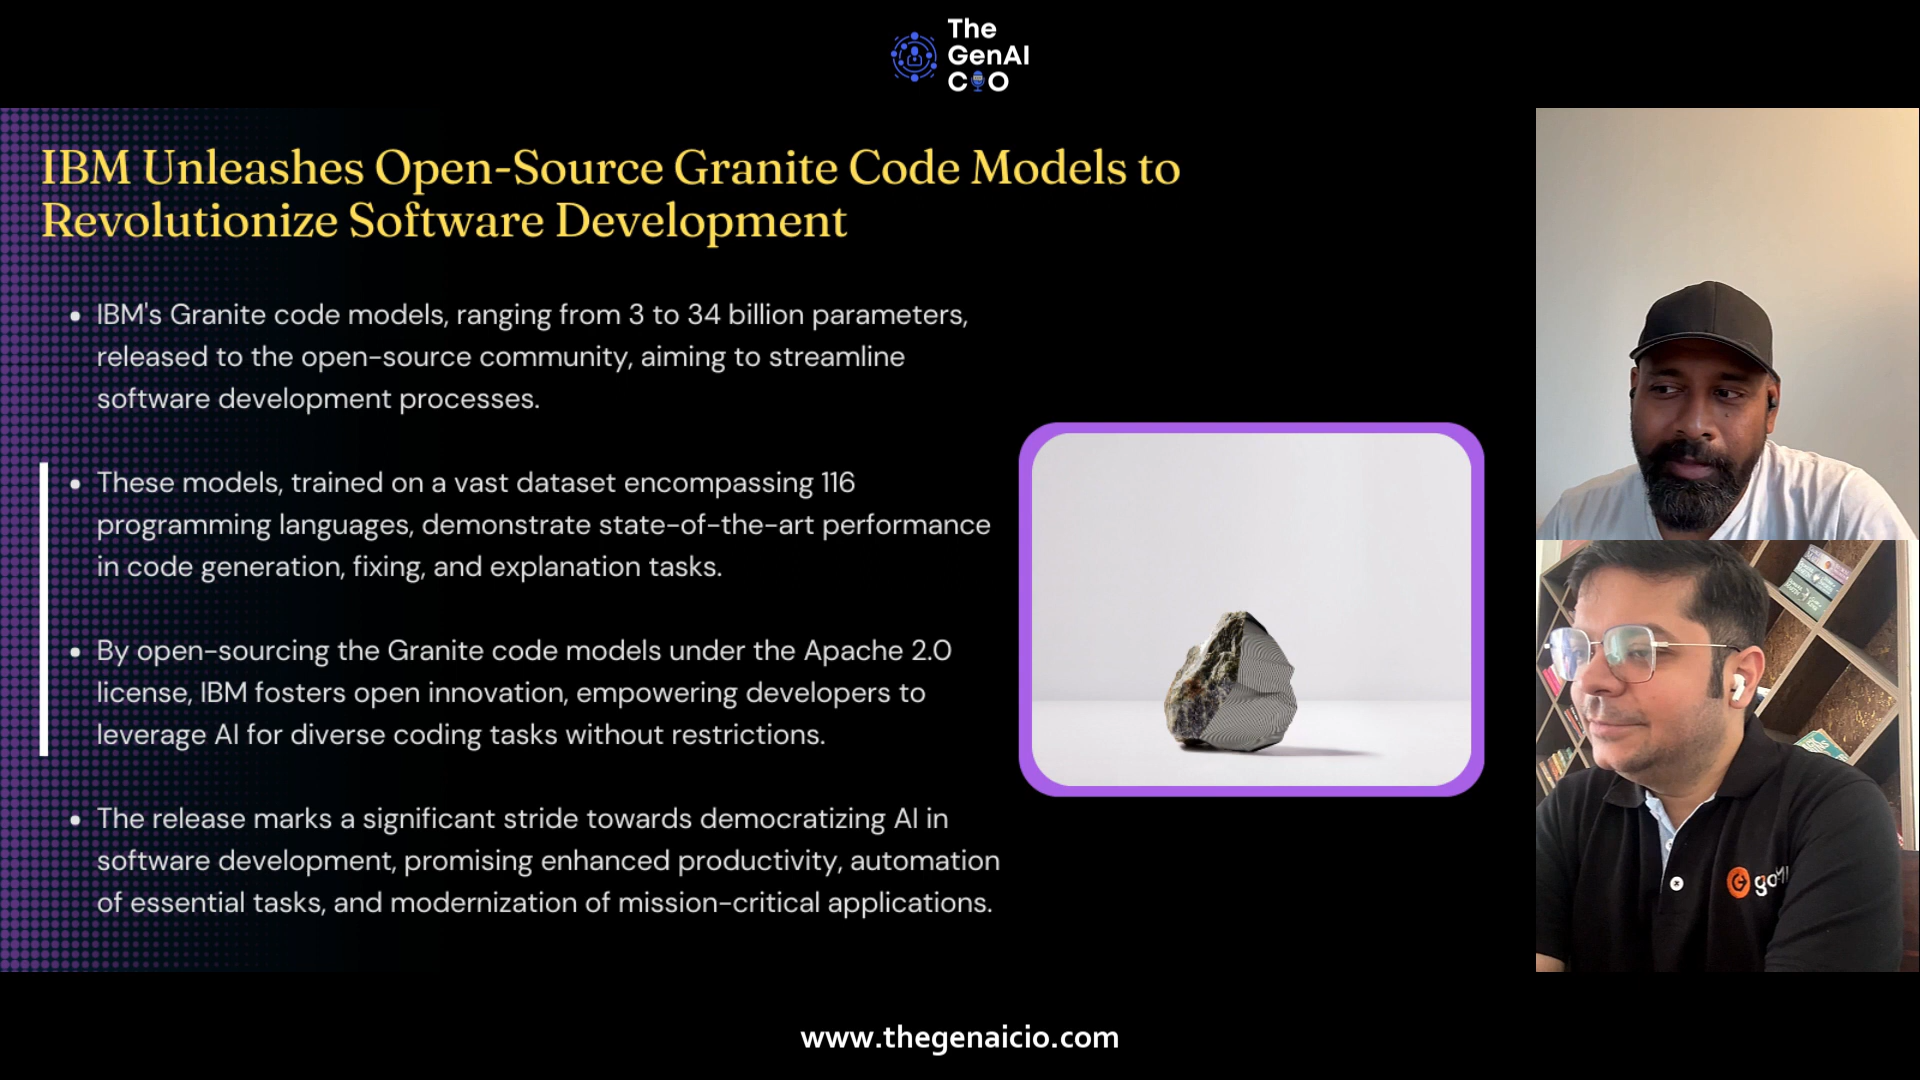 The
GenAI
CIO
IBM Unleashes Open-Source Granite Code Models to
Revolutionize Software Development
• IBM's Granite code models, ranging from 3 to 34 billion parameters,
released to the open-source community, aiming to streamline
software development processes.
• These models, trained on a vast dataset encompassing 116
programming languages, demonstrate state-of-the-art performance
in code generation, fixing, and explanation tasks.
• By open-sourcing the Granite code models under the Apache 2.0
license, IBM fosters open innovation, empowering developers to
leverage AI for diverse coding tasks without restrictions.
• The release marks a significant stride towards democratizing AI in
software development, promising enhanced productivity, automation
of essential tasks, and modernization of mission-critical applications.
www.thegenaicio.com